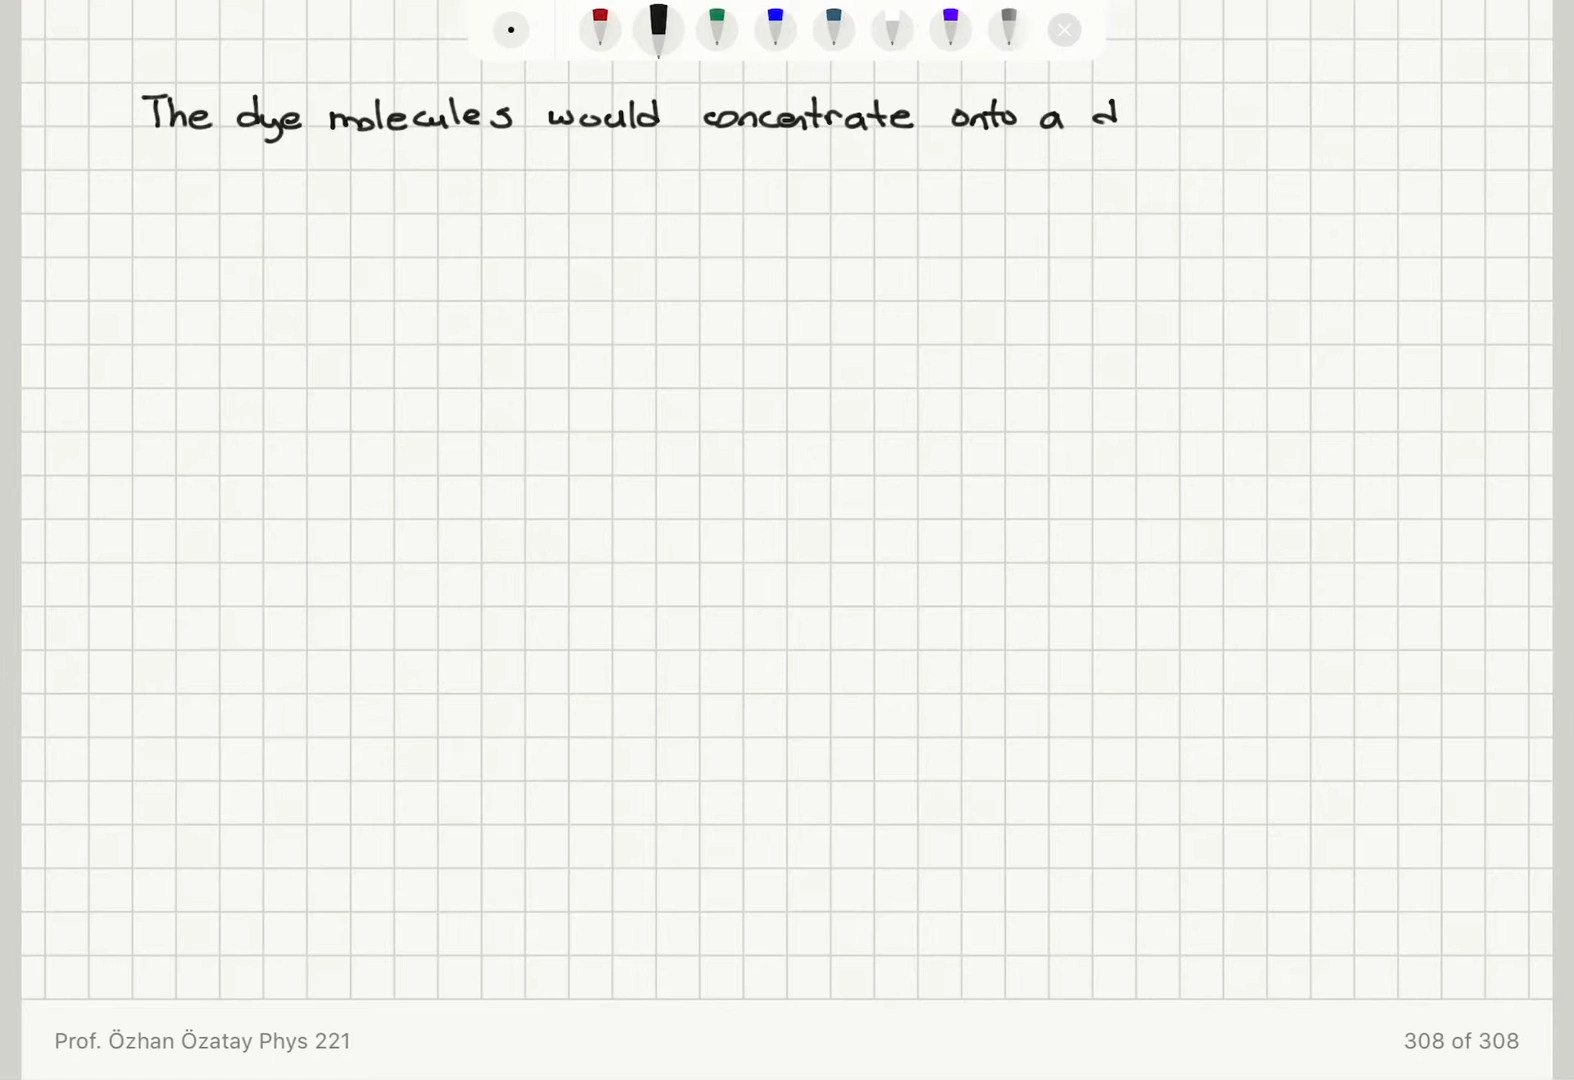 The dye molecules would concentrate onto a d
Prof. Özhan Özatay Phys 221
308 of 308